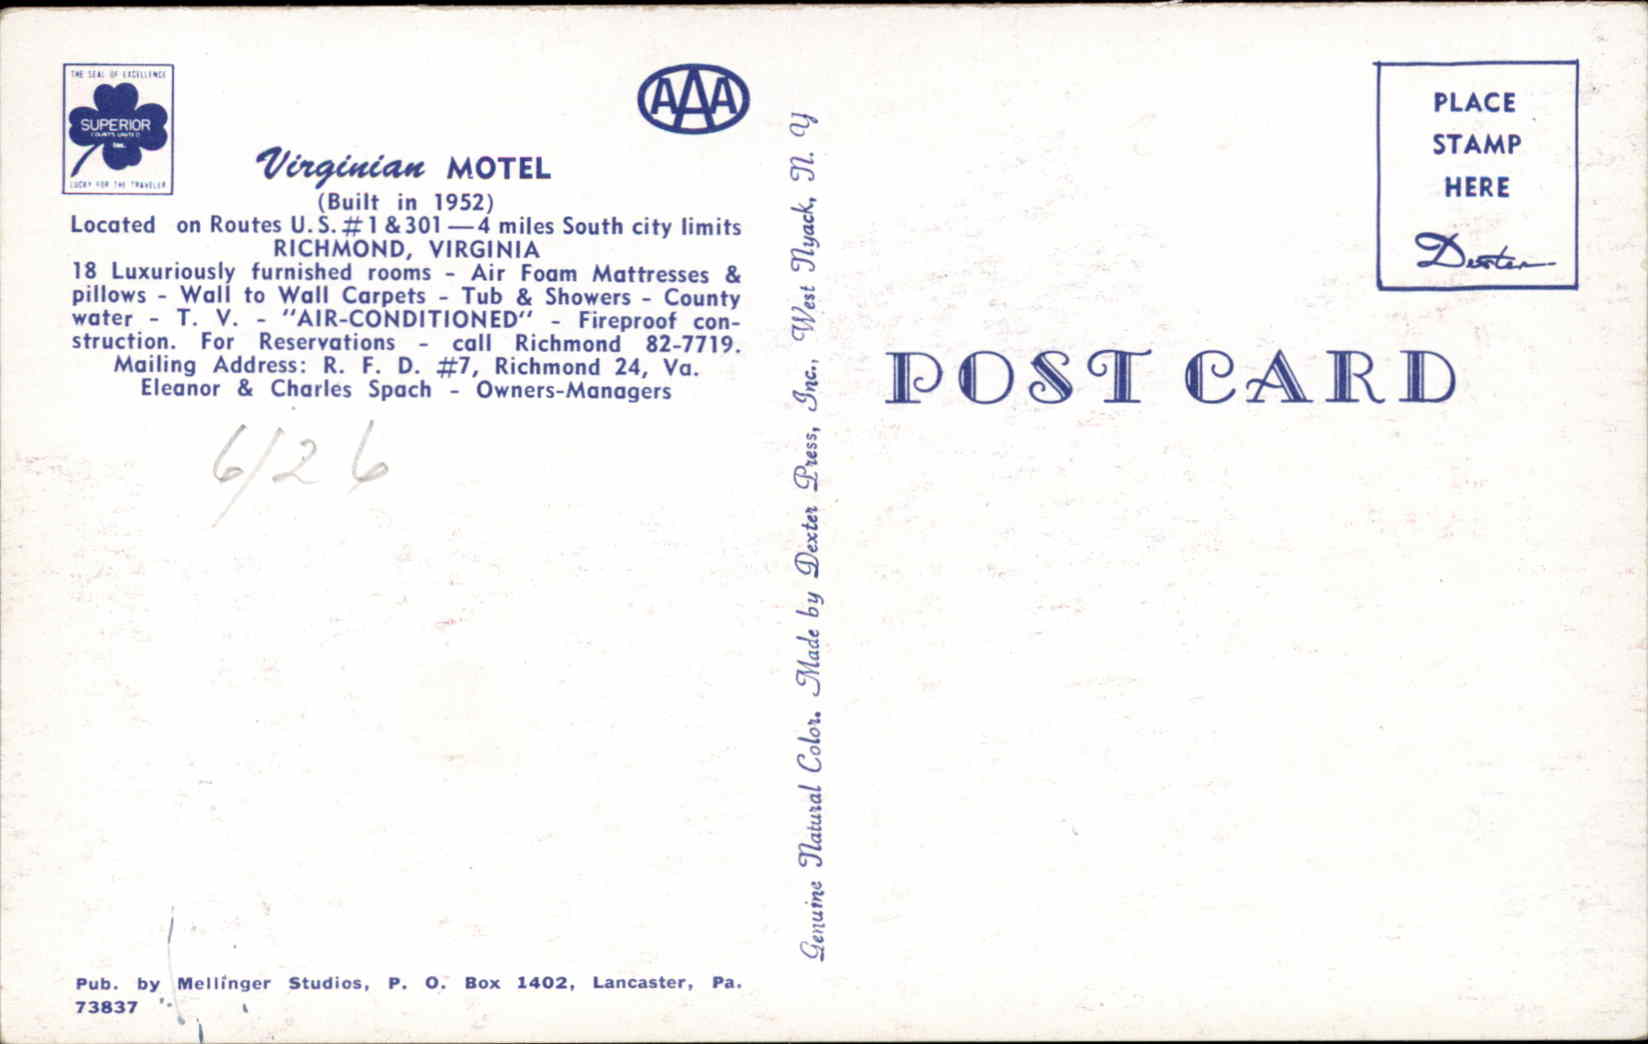 THE SEAL OF EXCELLENCE
SUPERIOR
COURTS UNITED
Inc.
LUCKY FOR THE TRAVELER
AAA
Virginian MOTEL
(Built in 1952)
Located on Routes U.S. #1 & 301 — 4 miles South city limits
RICHMOND, VIRGINIA
18 Luxuriously furnished rooms - Air Foam Mattresses &
pillows - Wall to Wall Carpets - Tub & Showers - County
water - T. V. - "AIR-CONDITIONED" - Fireproof con-
struction. For Reservations - call Richmond 82-7719.
Mailing Address: R. F. D. #7, Richmond 24, Va.
Eleanor & Charles Spach - Owners-Managers
6/26
Pub. by Mellinger Studios, P. O. Box 1402, Lancaster, Pa.
73837
Genuine Natural Color. Made by Dexter Press, Inc., West Nyack, N. Y
PLACE
STAMP
HERE
Dexter
POST CARD